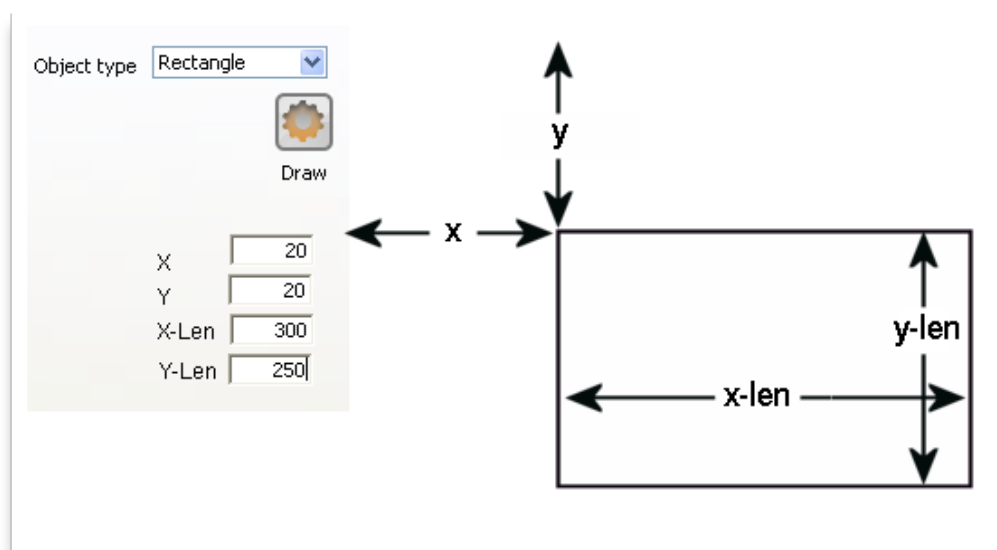 Object type Rectangle
Draw
X 20
Y 20
X-Len 300
Y-Len 250
y
x
y-len
x-len